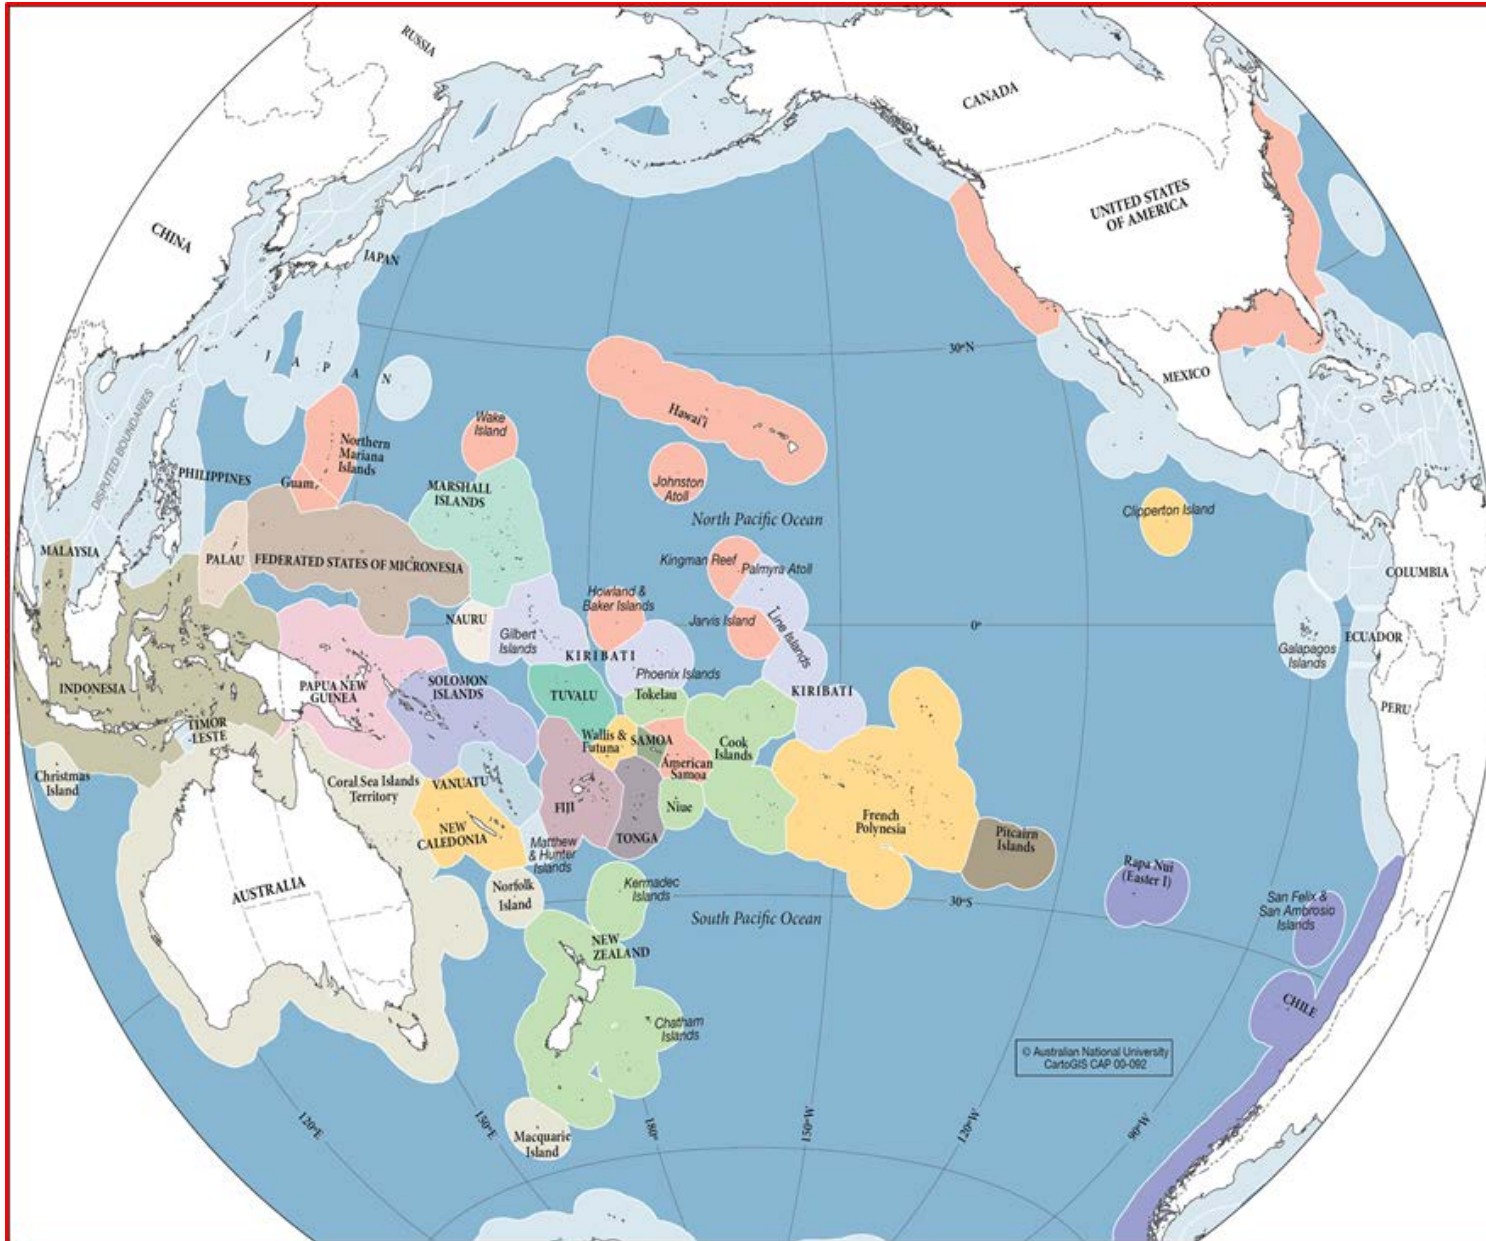 RUSSIA
CANADA
UNITED STATES
OF AMERICA
CHINA
JAPAN
J A P A N
30°N
MEXICO
Hawai'i
Wake
Island
Northern
Mariana
Islands
DISPUTED BOUNDARIES
PHILIPPINES
Guam
MARSHALL
ISLANDS
Johnston
Atoll
North Pacific Ocean
Clipperton Island
MALAYSIA
PALAU
FEDERATED STATES OF MICRONESIA
Kingman Reef
Palmyra Atoll
COLUMBIA
Howland &
Baker Islands
NAURU
Gilbert
Islands
Jarvis Island
Line Islands
0°
ECUADOR
Galapagos
Islands
KIRIBATI
Phoenix Islands
INDONESIA
PAPUA NEW
GUINEA
SOLOMON
ISLANDS
TUVALU
Tokelau
KIRIBATI
PERU
TIMOR
-LESTE
Wallis &
Futuna
SAMOA
American
Samoa
Cook
Islands
Christmas
Island
Coral Sea Islands
Territory
VANUATU
FIJI
Niue
NEW
CALEDONIA
TONGA
French
Polynesia
Pitcairn
Islands
Matthew
& Hunter
Islands
Rapa Nui
(Easter I)
AUSTRALIA
Norfolk
Island
Kermadec
Islands
30°S
San Felix &
San Ambrosio
Islands
South Pacific Ocean
NEW
ZEALAND
CHILE
Chatham
Islands
© Australian National University
CartoGIS CAP 00-092
120°E
150°E
180°
150°W
120°W
90°W
Macquarie
Island